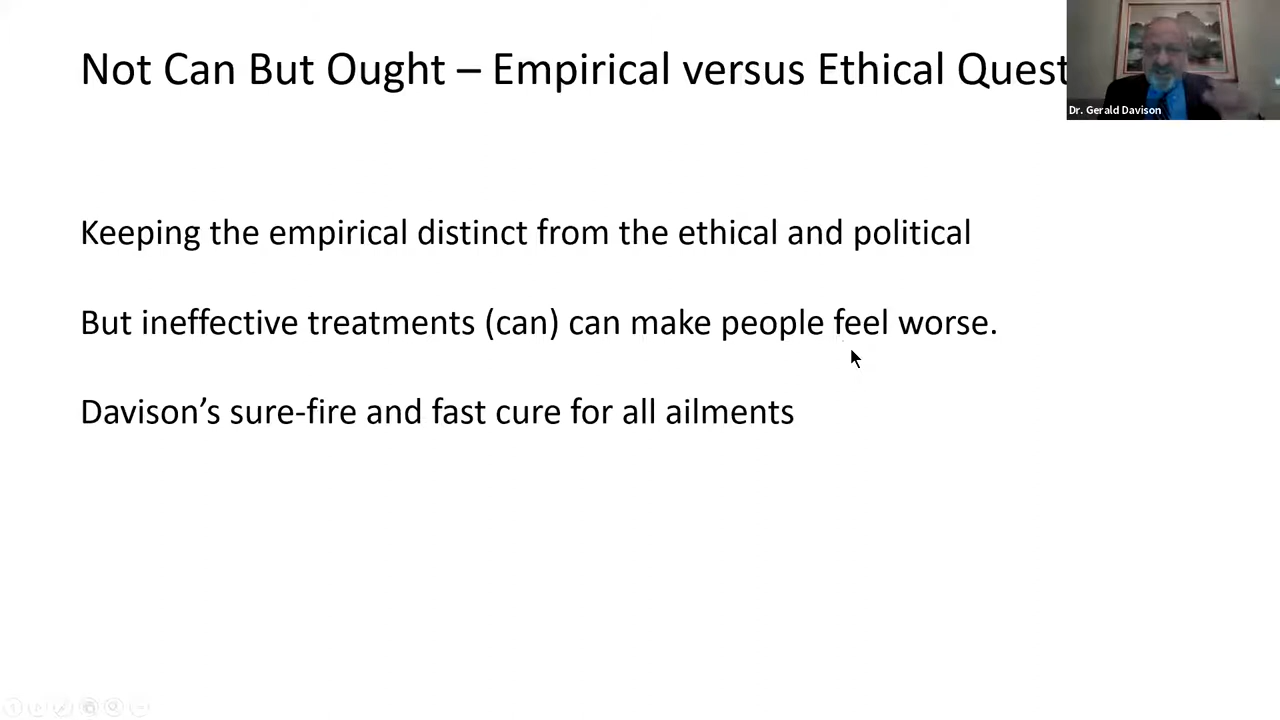 Not Can But Ought – Empirical versus Ethical Quest
Dr. Gerald Davison
Keeping the empirical distinct from the ethical and political
But ineffective treatments (can) can make people feel worse.
Davison’s sure-fire and fast cure for all ailments